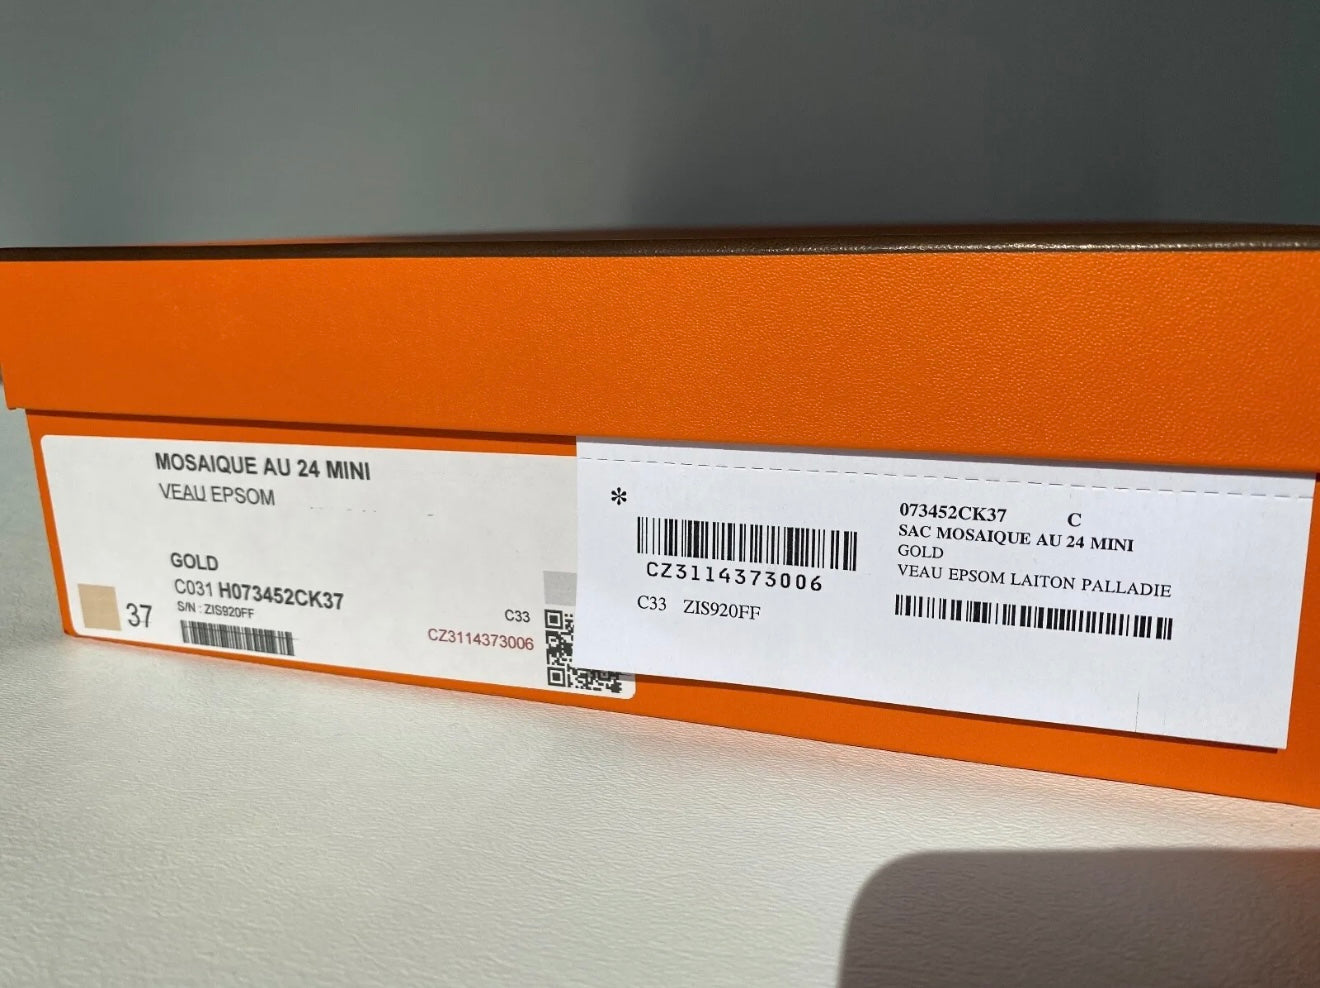 MOSAIQUE AU 24 MINI
VEAU EPSOM
GOLD
C031 H073452CK37
S/N : ZIS920FF
37
C33
CZ3114373006
*
CZ3114373006
C33 ZIS920FF
073452CK37 C
SAC MOSAIQUE AU 24 MINI
GOLD
VEAU EPSOM LAITON PALLADIE